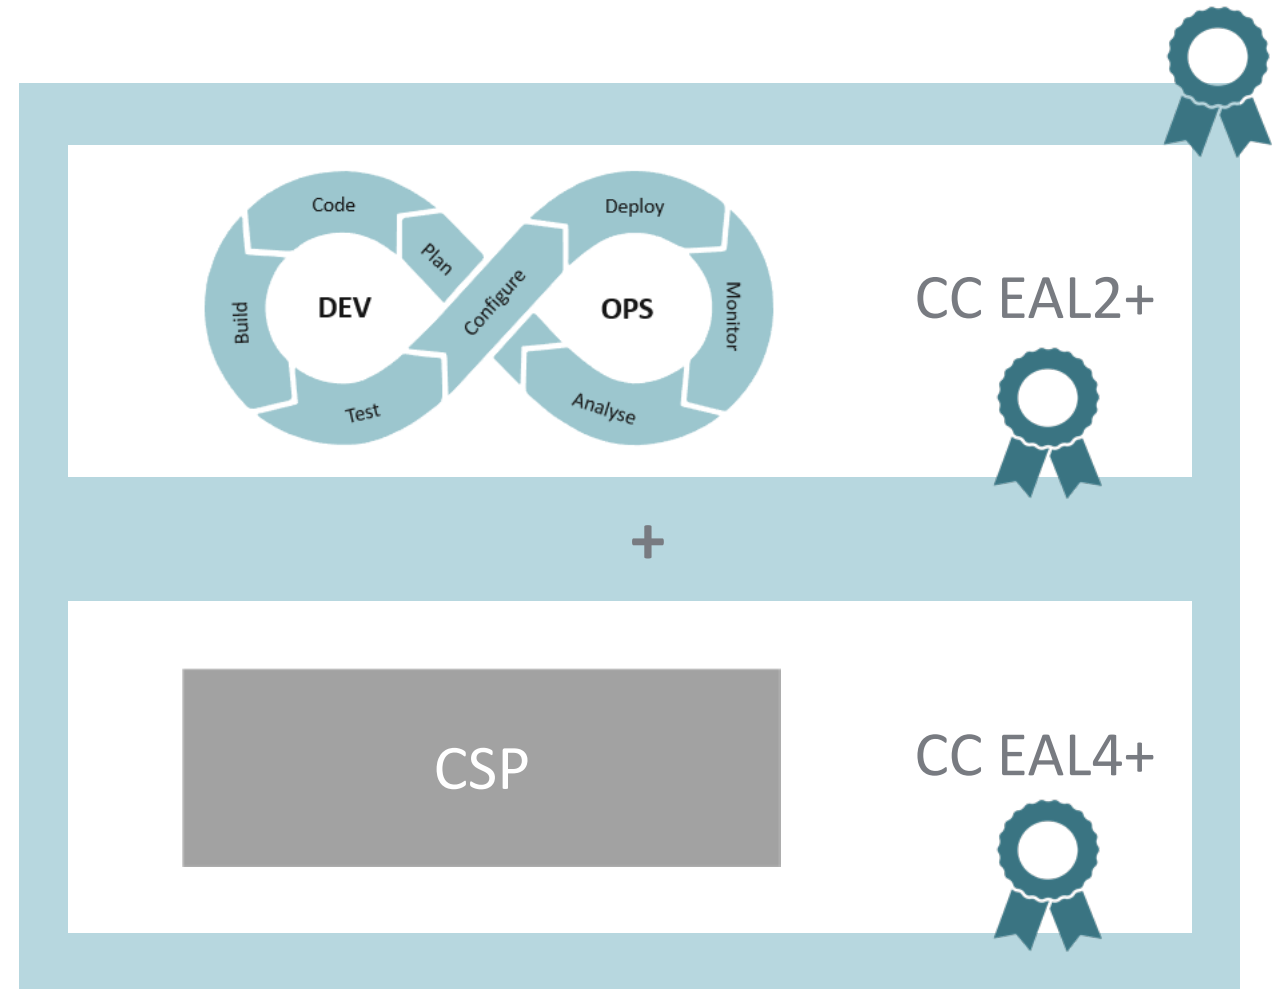 Code
Plan
Build
DEV
Test
Configure
Deploy
OPS
Monitor
Analyse
CC EAL2+
+
CSP
CC EAL4+